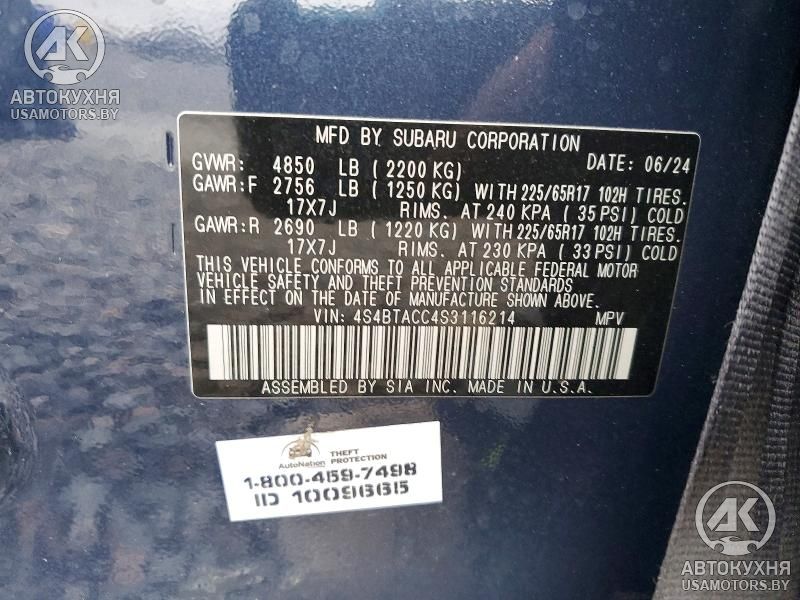 AK
АВТОКУХНЯ
USAMOTORS.BY
MFD BY SUBARU CORPORATION
GVWR: 4850 LB ( 2200 KG) DATE: 06/24
GAWR:F 2756 LB ( 1250 KG) WITH 225/65R17 102H TIRES.
17X7J RIMS. AT 240 KPA ( 35 PSI) COLD
GAWR:R 2690 LB ( 1220 KG) WITH 225/65R17 102H TIRES.
17X7J RIMS. AT 230 KPA ( 33 PSI) COLD
THIS VEHICLE CONFORMS TO ALL APPLICABLE FEDERAL MOTOR
VEHICLE SAFETY AND THEFT PREVENTION STANDARDS
IN EFFECT ON THE DATE OF MANUFACTURE SHOWN ABOVE.
VIN: 4S4BTACC4S3116214 MPV
ASSEMBLED BY SIA INC. MADE IN U.S.A.
AutoNation THEFT
PROTECTION
1-800-459-7498
ID 10096665
AK
АВТОКУХНЯ
USAMOTORS.BY